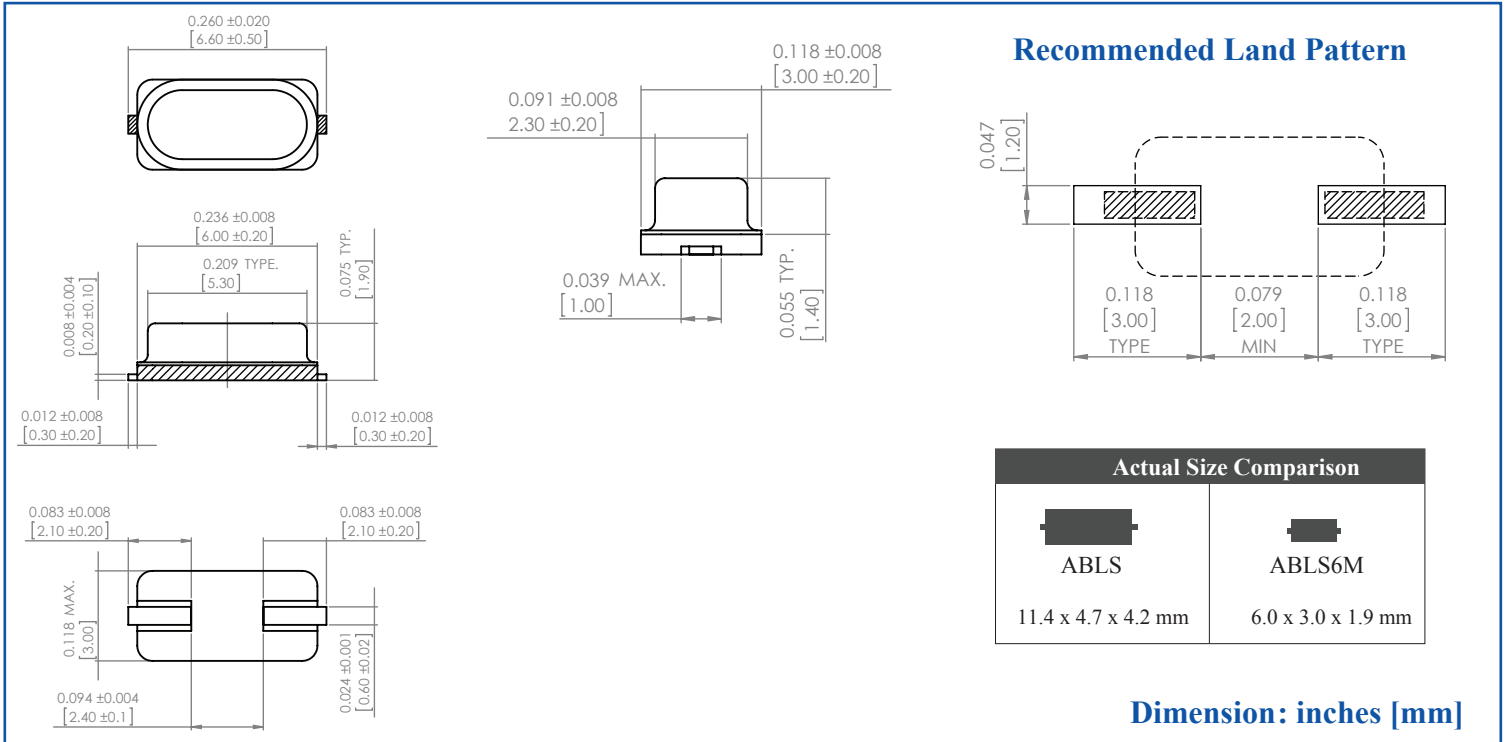 0.260 ±0.020
[6.60 ±0.50]
0.236 ±0.008
[6.00 ±0.20]
0.209 TYPE.
[5.30]
0.075 TYP.
[1.90]
0.008 ±0.004
[0.20 ±0.10]
0.012 ±0.008
[0.30 ±0.20]
0.012 ±0.008
[0.30 ±0.20]
0.083 ±0.008
[2.10 ±0.20]
0.083 ±0.008
[2.10 ±0.20]
0.118 MAX.
[3.00]
0.024 ±0.001
[0.60 ±0.02]
0.094 ±0.004
[2.40 ±0.1]
0.118 ±0.008
[3.00 ±0.20]
0.091 ±0.008
2.30 ±0.20]
0.039 MAX.
[1.00]
0.055 TYP.
[1.40]
Recommended Land Pattern
0.047
[1.20]
0.118
[3.00]
TYPE
0.079
[2.00]
MIN
0.118
[3.00]
TYPE
Actual Size Comparison
ABLS
11.4 x 4.7 x 4.2 mm
ABLS6M
6.0 x 3.0 x 1.9 mm
Dimension: inches [mm]